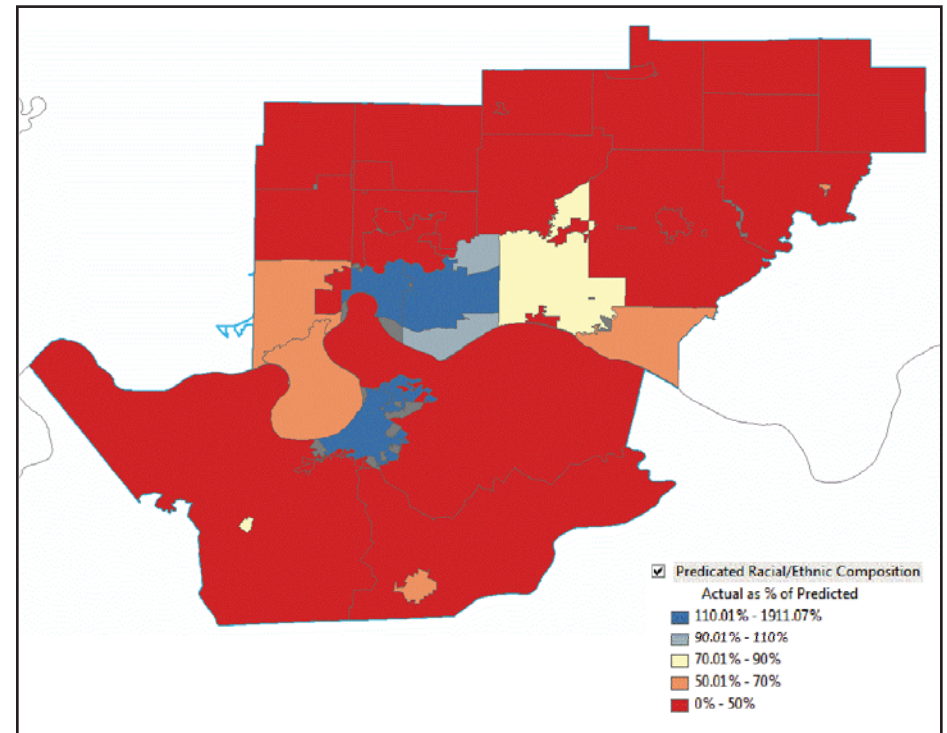 Predicated Racial/Ethnic Composition
Actual as % of Predicted
110.01% - 1911.07%
90.01% - 110%
70.01% - 90%
50.01% - 70%
0% - 50%